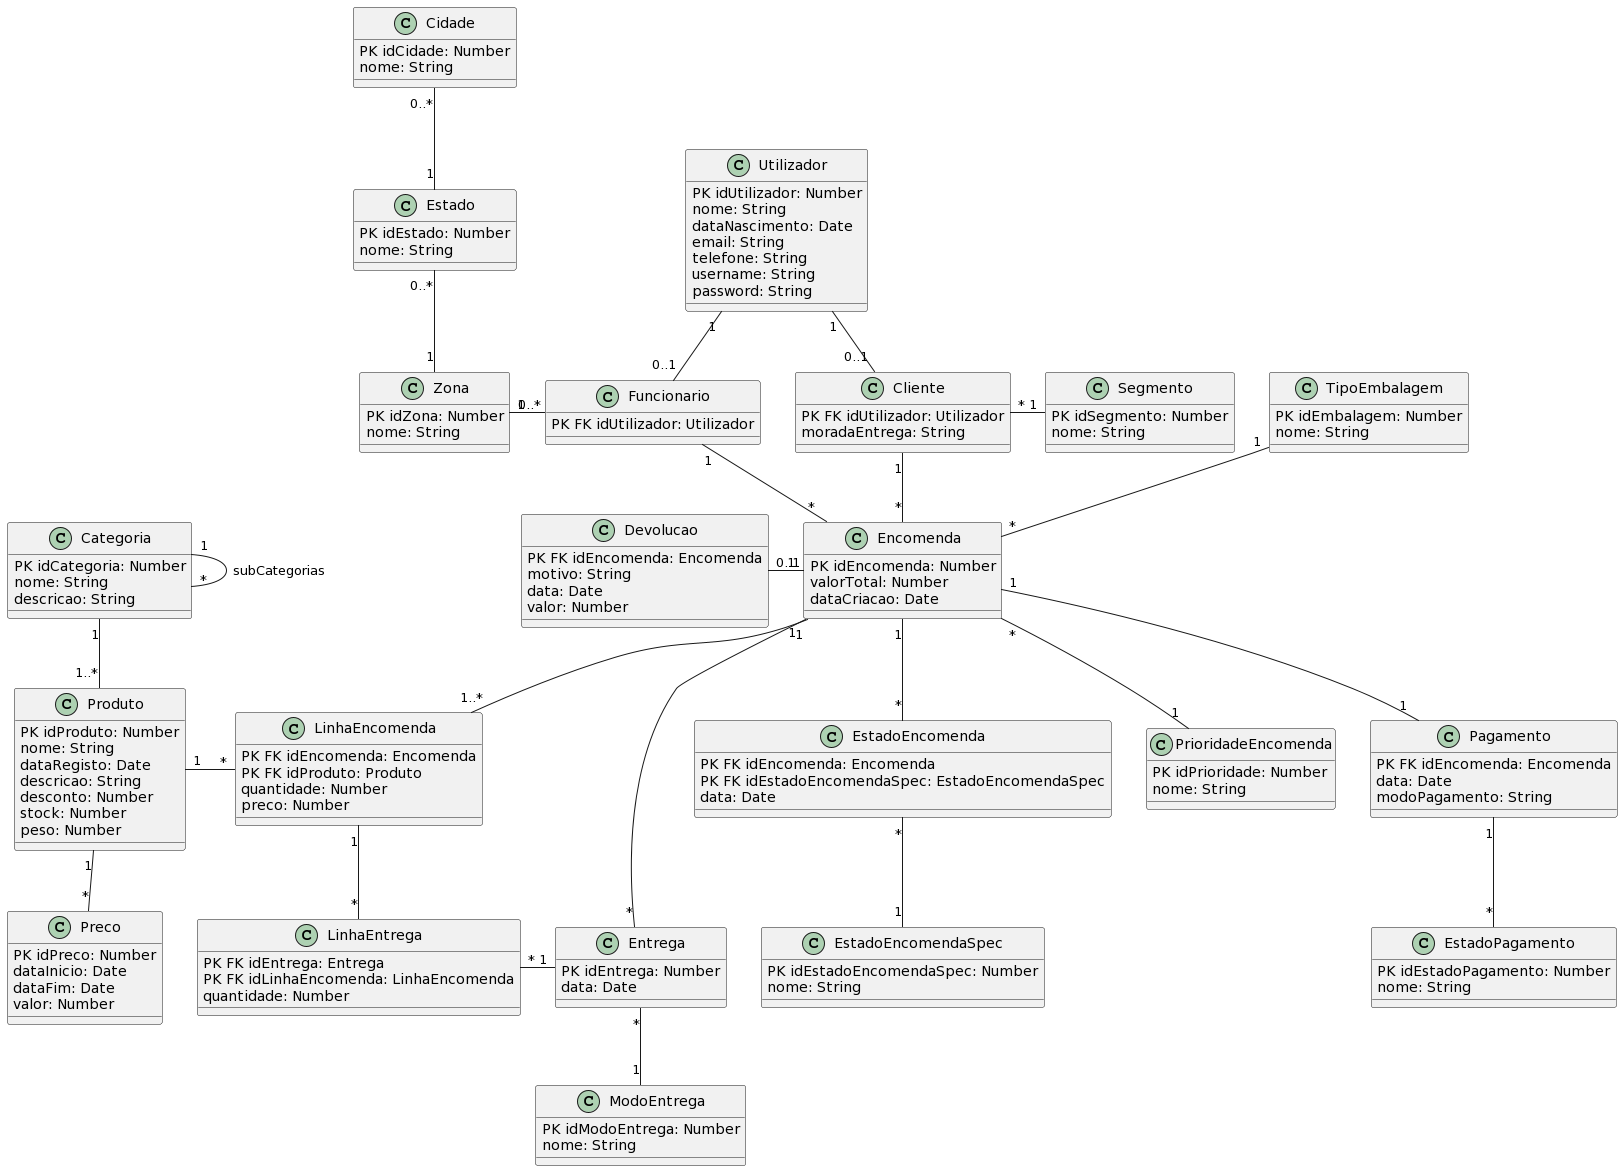 C Cidade
PK idCidade: Number
nome: String
0..*
1
C Estado
PK idEstado: Number
nome: String
0..*
1
C Utilizador
PK idUtilizador: Number
nome: String
dataNascimento: Date
email: String
telefone: String
username: String
password: String
1
1
0..1
0..1
C Zona
PK idZona: Number
nome: String
1
0..*
C Funcionario
PK FK idUtilizador: Utilizador
C Cliente
PK FK idUtilizador: Utilizador
moradaEntrega: String
* 1
C Segmento
PK idSegmento: Number
nome: String
C TipoEmbalagem
PK idEmbalagem: Number
nome: String
1
1
1
*
*
*
C Categoria
PK idCategoria: Number
nome: String
descricao: String
1
*
subCategorias
C Devolucao
PK FK idEncomenda: Encomenda
motivo: String
data: Date
valor: Number
0..1
1
C Encomenda
PK idEncomenda: Number
valorTotal: Number
dataCriacao: Date
1
1
1..*
1
1
1
*
1..*
*
*
1
1
C Produto
PK idProduto: Number
nome: String
dataRegisto: Date
descricao: String
desconto: Number
stock: Number
peso: Number
1
*
C LinhaEncomenda
PK FK idEncomenda: Encomenda
PK FK idProduto: Produto
quantidade: Number
preco: Number
C EstadoEncomenda
PK FK idEncomenda: Encomenda
PK FK idEstadoEncomendaSpec: EstadoEncomendaSpec
data: Date
C PrioridadeEncomenda
PK idPrioridade: Number
nome: String
C Pagamento
PK FK idEncomenda: Encomenda
data: Date
modoPagamento: String
1
*
1
*
*
1
1
*
C Preco
PK idPreco: Number
dataInicio: Date
dataFim: Date
valor: Number
C LinhaEntrega
PK FK idEntrega: Entrega
PK FK idLinhaEncomenda: LinhaEncomenda
quantidade: Number
* 1
C Entrega
PK idEntrega: Number
data: Date
C EstadoEncomendaSpec
PK idEstadoEncomendaSpec: Number
nome: String
C EstadoPagamento
PK idEstadoPagamento: Number
nome: String
*
1
C ModoEntrega
PK idModoEntrega: Number
nome: String